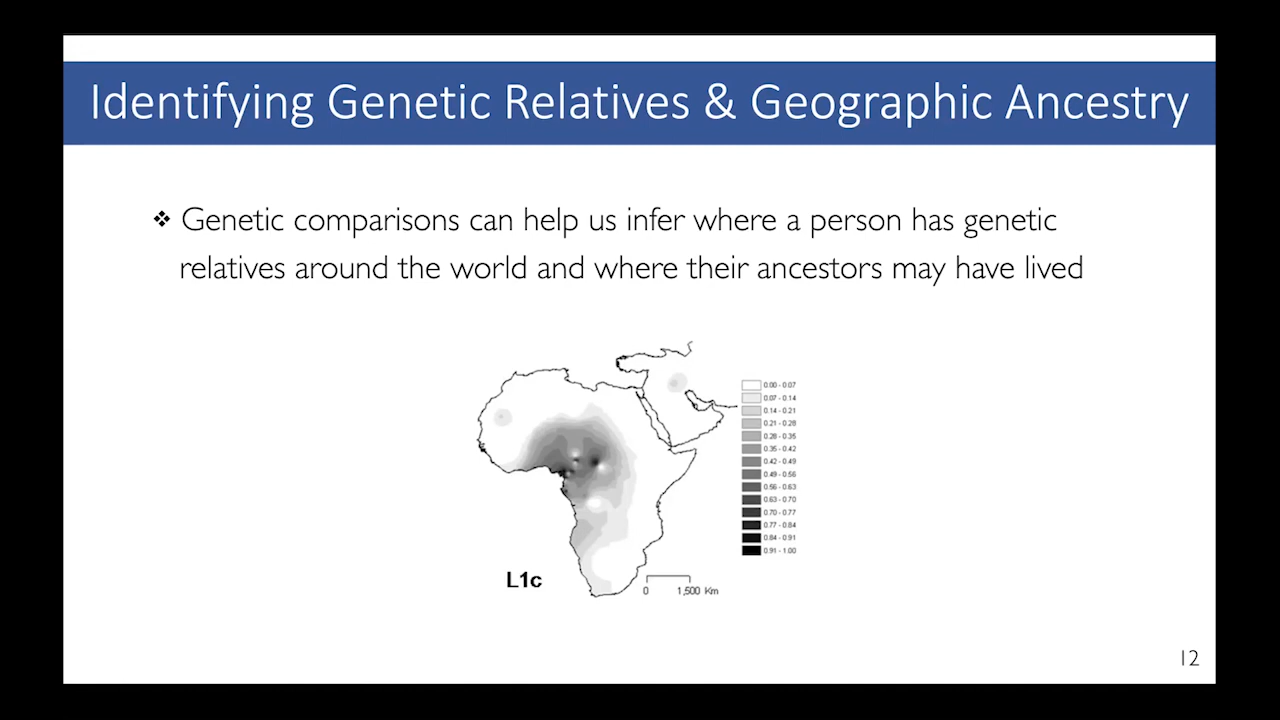 Identifying Genetic Relatives & Geographic Ancestry
❖ Genetic comparisons can help us infer where a person has genetic
relatives around the world and where their ancestors may have lived
0.00 - 0.07
0.07 - 0.14
0.14 - 0.21
0.21 - 0.28
0.28 - 0.35
0.35 - 0.42
0.42 - 0.49
0.49 - 0.56
0.56 - 0.63
0.63 - 0.70
0.70 - 0.77
0.77 - 0.84
0.84 - 0.91
0.91 - 1.00
L1c
0 1,500 Km
12